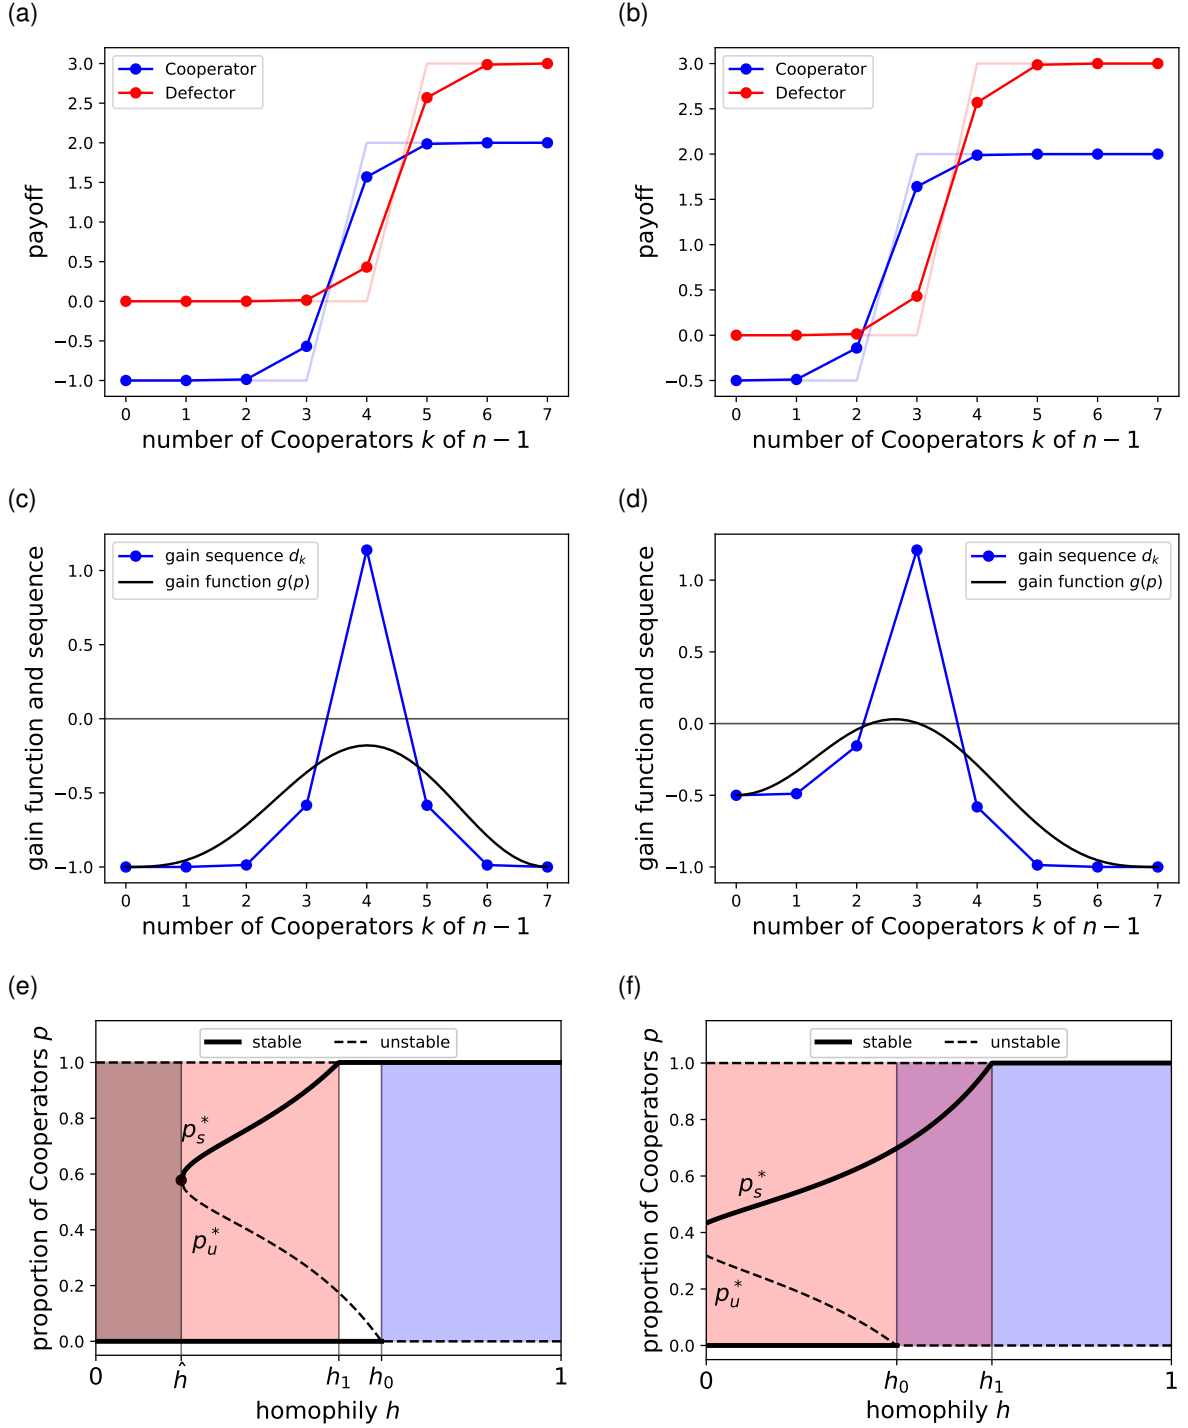 (a)
Cooperator
Defector
3.0
2.5
2.0
1.5
1.0
0.5
0.0
−0.5
−1.0
payoff
0 1 2 3 4 5 6 7
number of Cooperators k of n − 1
(b)
Cooperator
Defector
3.0
2.5
2.0
1.5
1.0
0.5
0.0
−0.5
payoff
0 1 2 3 4 5 6 7
number of Cooperators k of n − 1
(c)
gain sequence d_k
gain function g(p)
1.0
0.5
0.0
−0.5
−1.0
gain function and sequence
0 1 2 3 4 5 6 7
number of Cooperators k of n − 1
(d)
gain sequence d_k
gain function g(p)
1.0
0.5
0.0
−0.5
−1.0
gain function and sequence
0 1 2 3 4 5 6 7
number of Cooperators k of n − 1
(e)
stable unstable
1.0
0.8
0.6
0.4
0.2
0.0
proportion of Cooperators p
p_s^*
p_u^*
0 ĥ h₁ h₀ 1
homophily h
(f)
stable unstable
1.0
0.8
0.6
0.4
0.2
0.0
proportion of Cooperators p
p_s^*
p_u^*
0 h₀ h₁ 1
homophily h